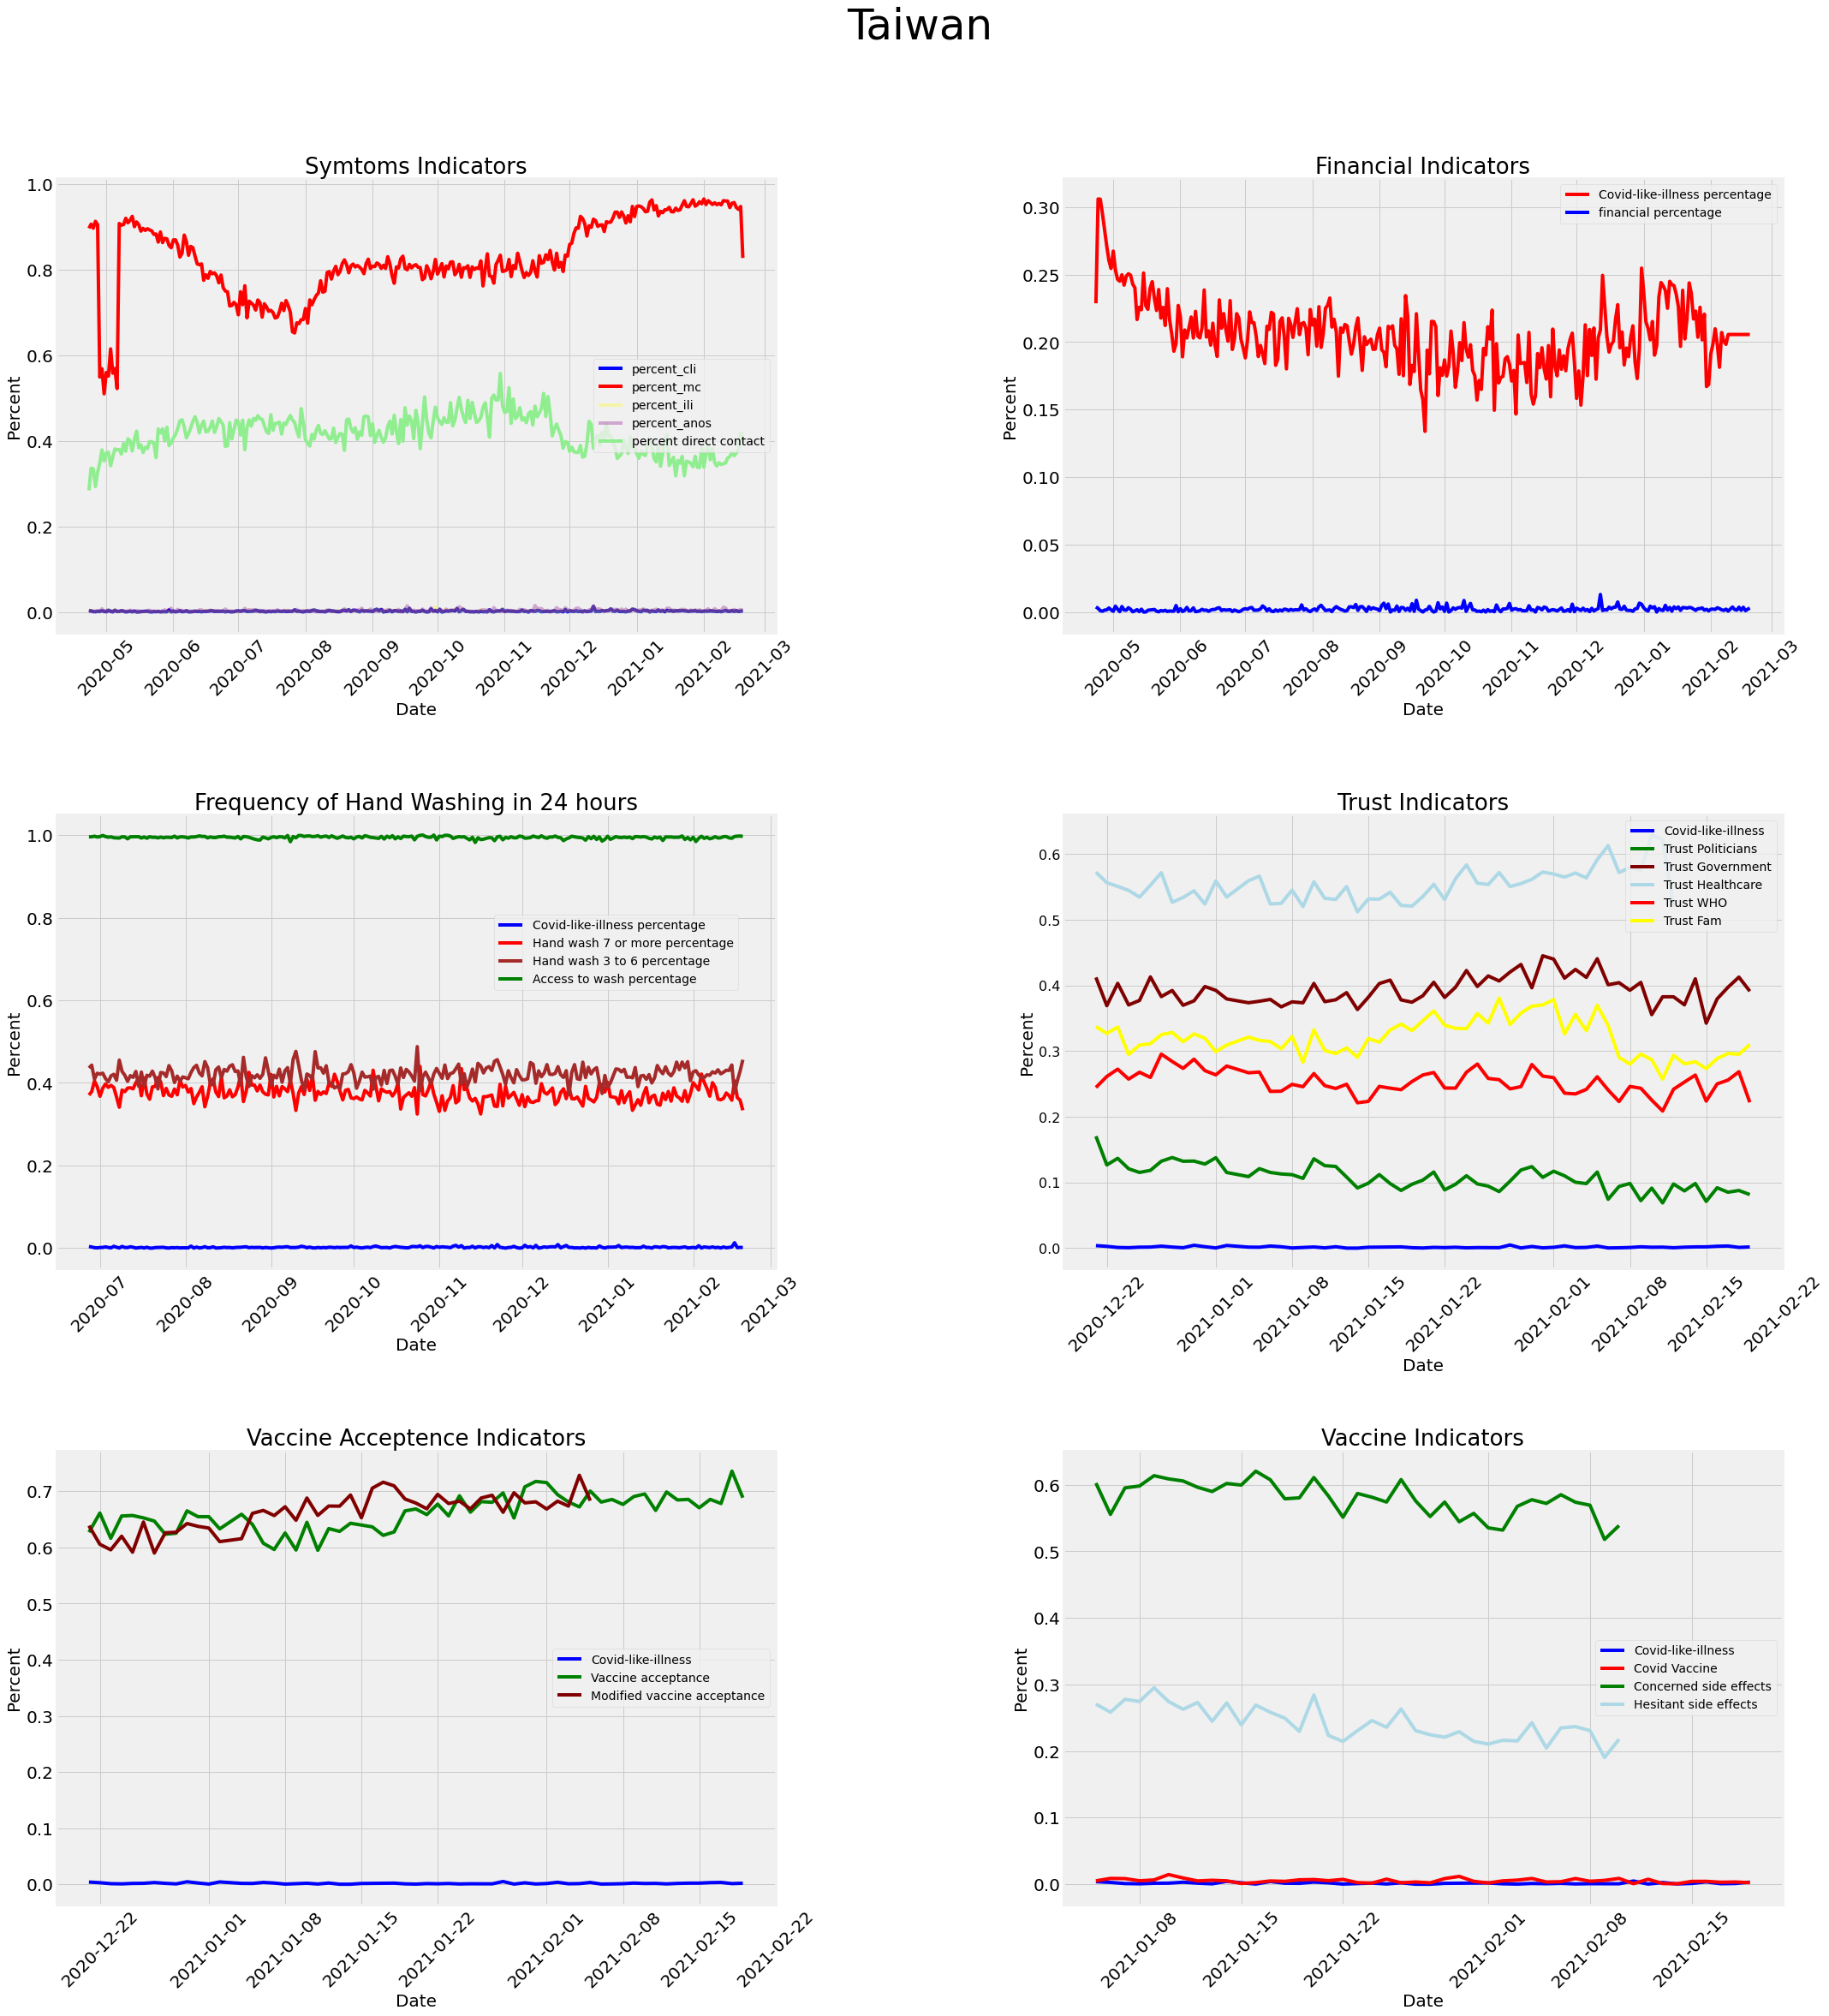 Taiwan
Symtoms Indicators
Percent
1.0
0.8
0.6
0.4
0.2
0.0
percent_cli
percent_mc
percent_ili
percent_anos
percent direct contact
2020-05
2020-06
2020-07
2020-08
2020-09
2020-10
2020-11
2020-12
2021-01
2021-02
2021-03
Date
Financial Indicators
Percent
0.30
0.25
0.20
0.15
0.10
0.05
0.00
Covid-like-illness percentage
financial percentage
2020-05
2020-06
2020-07
2020-08
2020-09
2020-10
2020-11
2020-12
2021-01
2021-02
2021-03
Date
Frequency of Hand Washing in 24 hours
Percent
1.0
0.8
0.6
0.4
0.2
0.0
Covid-like-illness percentage
Hand wash 7 or more percentage
Hand wash 3 to 6 percentage
Access to wash percentage
2020-07
2020-08
2020-09
2020-10
2020-11
2020-12
2021-01
2021-02
2021-03
Date
Trust Indicators
Percent
0.6
0.5
0.4
0.3
0.2
0.1
0.0
Covid-like-illness
Trust Politicians
Trust Government
Trust Healthcare
Trust WHO
Trust Fam
2020-12-22
2021-01-01
2021-01-08
2021-01-15
2021-01-22
2021-02-01
2021-02-08
2021-02-15
2021-02-22
Date
Vaccine Acceptence Indicators
Percent
0.7
0.6
0.5
0.4
0.3
0.2
0.1
0.0
Covid-like-illness
Vaccine acceptance
Modified vaccine acceptance
2020-12-22
2021-01-01
2021-01-08
2021-01-15
2021-01-22
2021-02-01
2021-02-08
2021-02-15
2021-02-22
Date
Vaccine Indicators
Percent
0.6
0.5
0.4
0.3
0.2
0.1
0.0
Covid-like-illness
Covid Vaccine
Concerned side effects
Hesitant side effects
2021-01-08
2021-01-15
2021-01-22
2021-02-01
2021-02-08
2021-02-15
Date